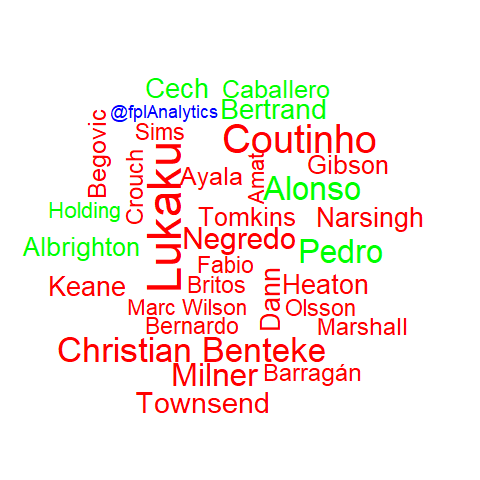 Cech
Caballero
@fplAnalytics
Bertrand
Begovic
Sims
Coutinho
Crouch
Lukaku
Ayala
Amat
Gibson
Alonso
Holding
Tomkins
Narsingh
Albrighton
Negredo
Pedro
Fabio
Keane
Britos
Dann
Heaton
Marc Wilson
Olsson
Bernardo
Marshall
Christian Benteke
Milner
Barragán
Townsend